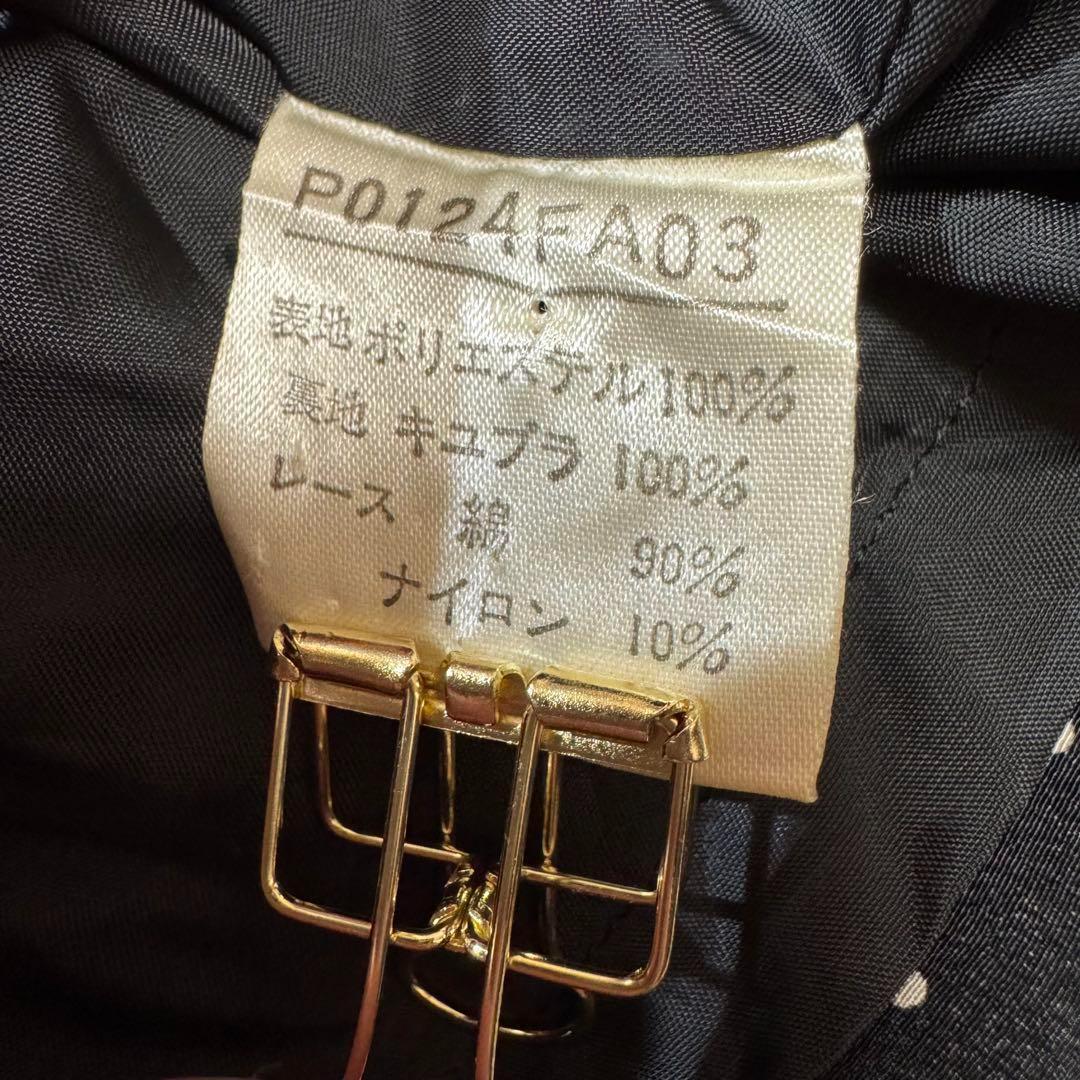 P0124FA03
表地 ポリエステル100%
裏地 キュプラ 100%
レース 綿 90%
ナイロン 10%